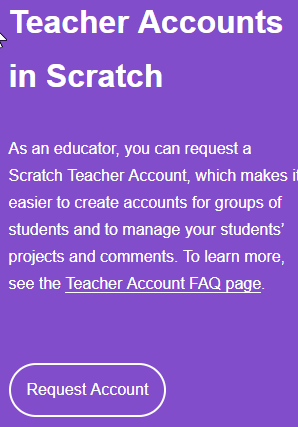 Teacher Accounts
in Scratch
As an educator, you can request a
Scratch Teacher Account, which makes it
easier to create accounts for groups of
students and to manage your students’
projects and comments. To learn more,
see the Teacher Account FAQ page.
Request Account